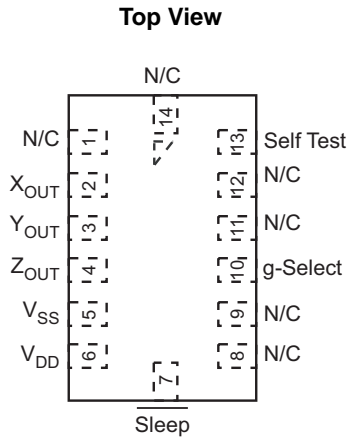 Top View
N/C
14
N/C 1 13 Self Test
XOUT 2 12 N/C
YOUT 3 11 N/C
ZOUT 4 10 g-Select
VSS 5 9 N/C
VDD 6 8 N/C
7
Sleep